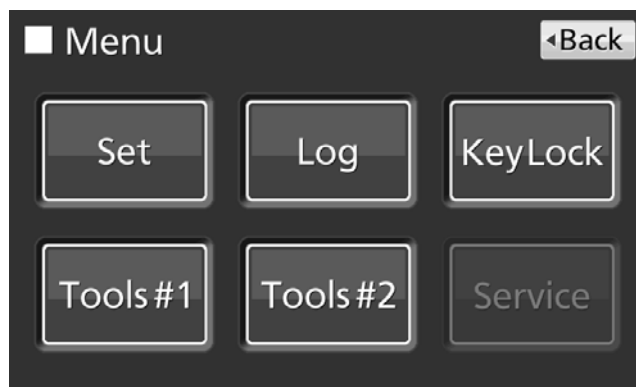 Menu
Back
Set
Log
KeyLock
Tools #1
Tools #2
Service